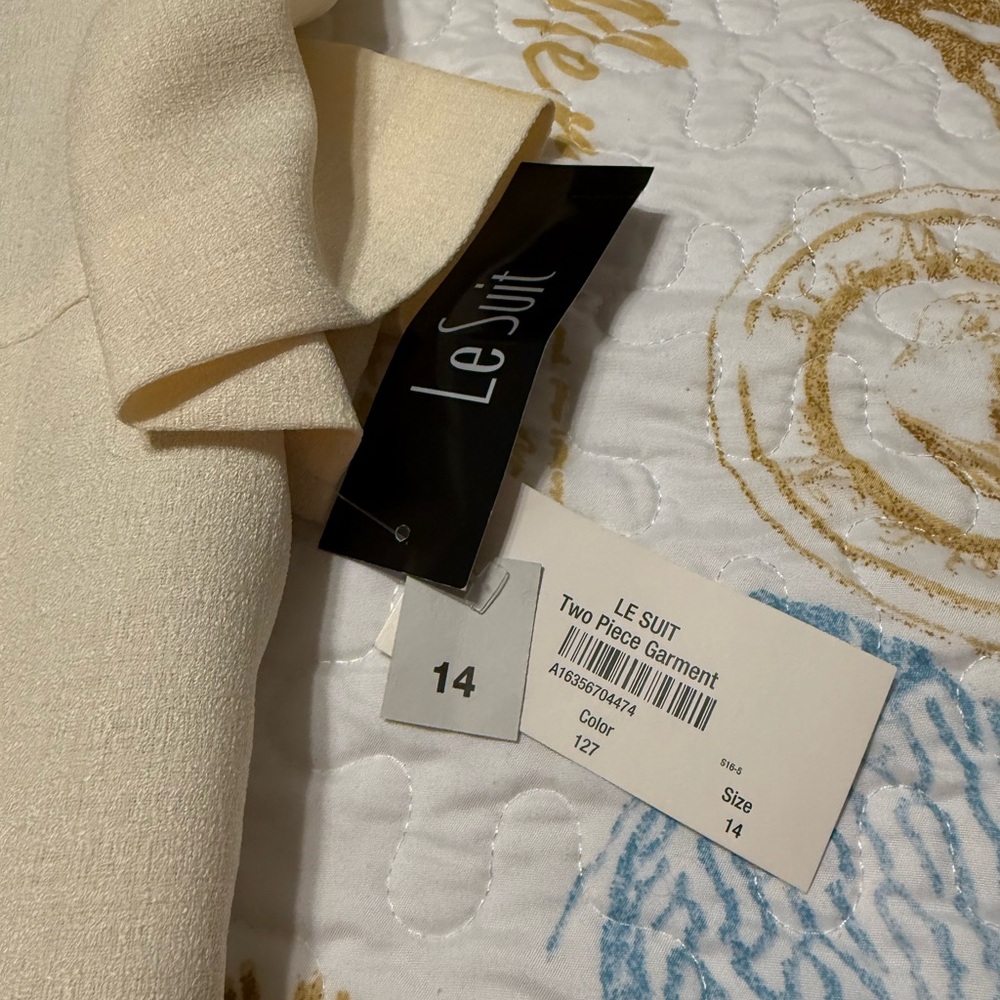 Le Suit
14
LE SUIT
Two Piece Garment
A16356704474
Color
127
S16-5
Size
14